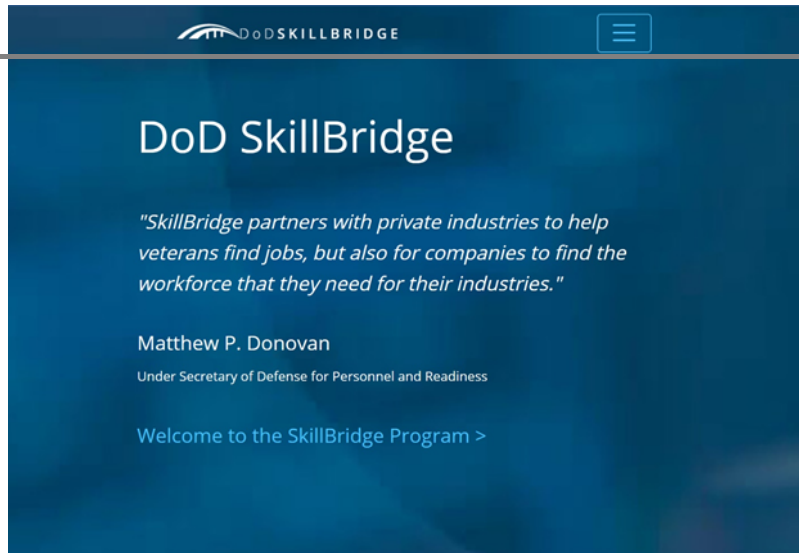 DoDSKILLBRIDGE
DoD SkillBridge
"SkillBridge partners with private industries to help
veterans find jobs, but also for companies to find the
workforce that they need for their industries."
Matthew P. Donovan
Under Secretary of Defense for Personnel and Readiness
Welcome to the SkillBridge Program >